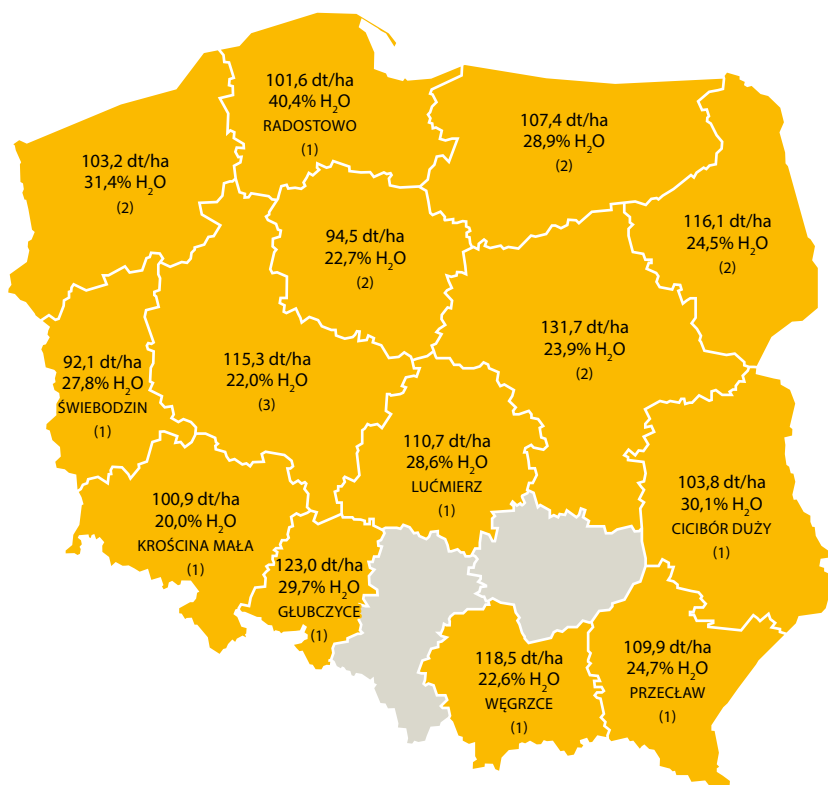 101,6 dt/ha
40,4% H₂O
RADOSTOWO
(1)
107,4 dt/ha
28,9% H₂O
(2)
103,2 dt/ha
31,4% H₂O
(2)
116,1 dt/ha
24,5% H₂O
(2)
94,5 dt/ha
22,7% H₂O
(2)
131,7 dt/ha
23,9% H₂O
(2)
92,1 dt/ha
27,8% H₂O
ŚWIEBODZIN
(1)
115,3 dt/ha
22,0% H₂O
(3)
110,7 dt/ha
28,6% H₂O
LUĆMIERZ
(1)
103,8 dt/ha
30,1% H₂O
CICIBÓR DUŻY
(1)
100,9 dt/ha
20,0% H₂O
KROŚCINA MAŁA
(1)
123,0 dt/ha
29,7% H₂O
GŁUBCZYCE
(1)
118,5 dt/ha
22,6% H₂O
WĘGRZCE
(1)
109,9 dt/ha
24,7% H₂O
PRZECŁAW
(1)